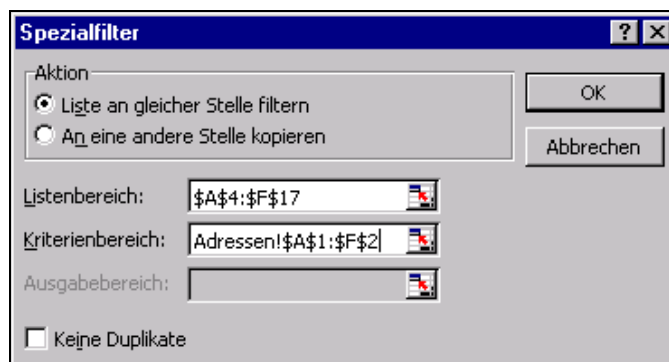 Spezialfilter
Aktion
Liste an gleicher Stelle filtern
An eine andere Stelle kopieren
OK
Abbrechen
Listenbereich: $A$4:$F$17
Kriterienbereich: Adressen!$A$1:$F$2
Ausgabebereich:
Keine Duplikate